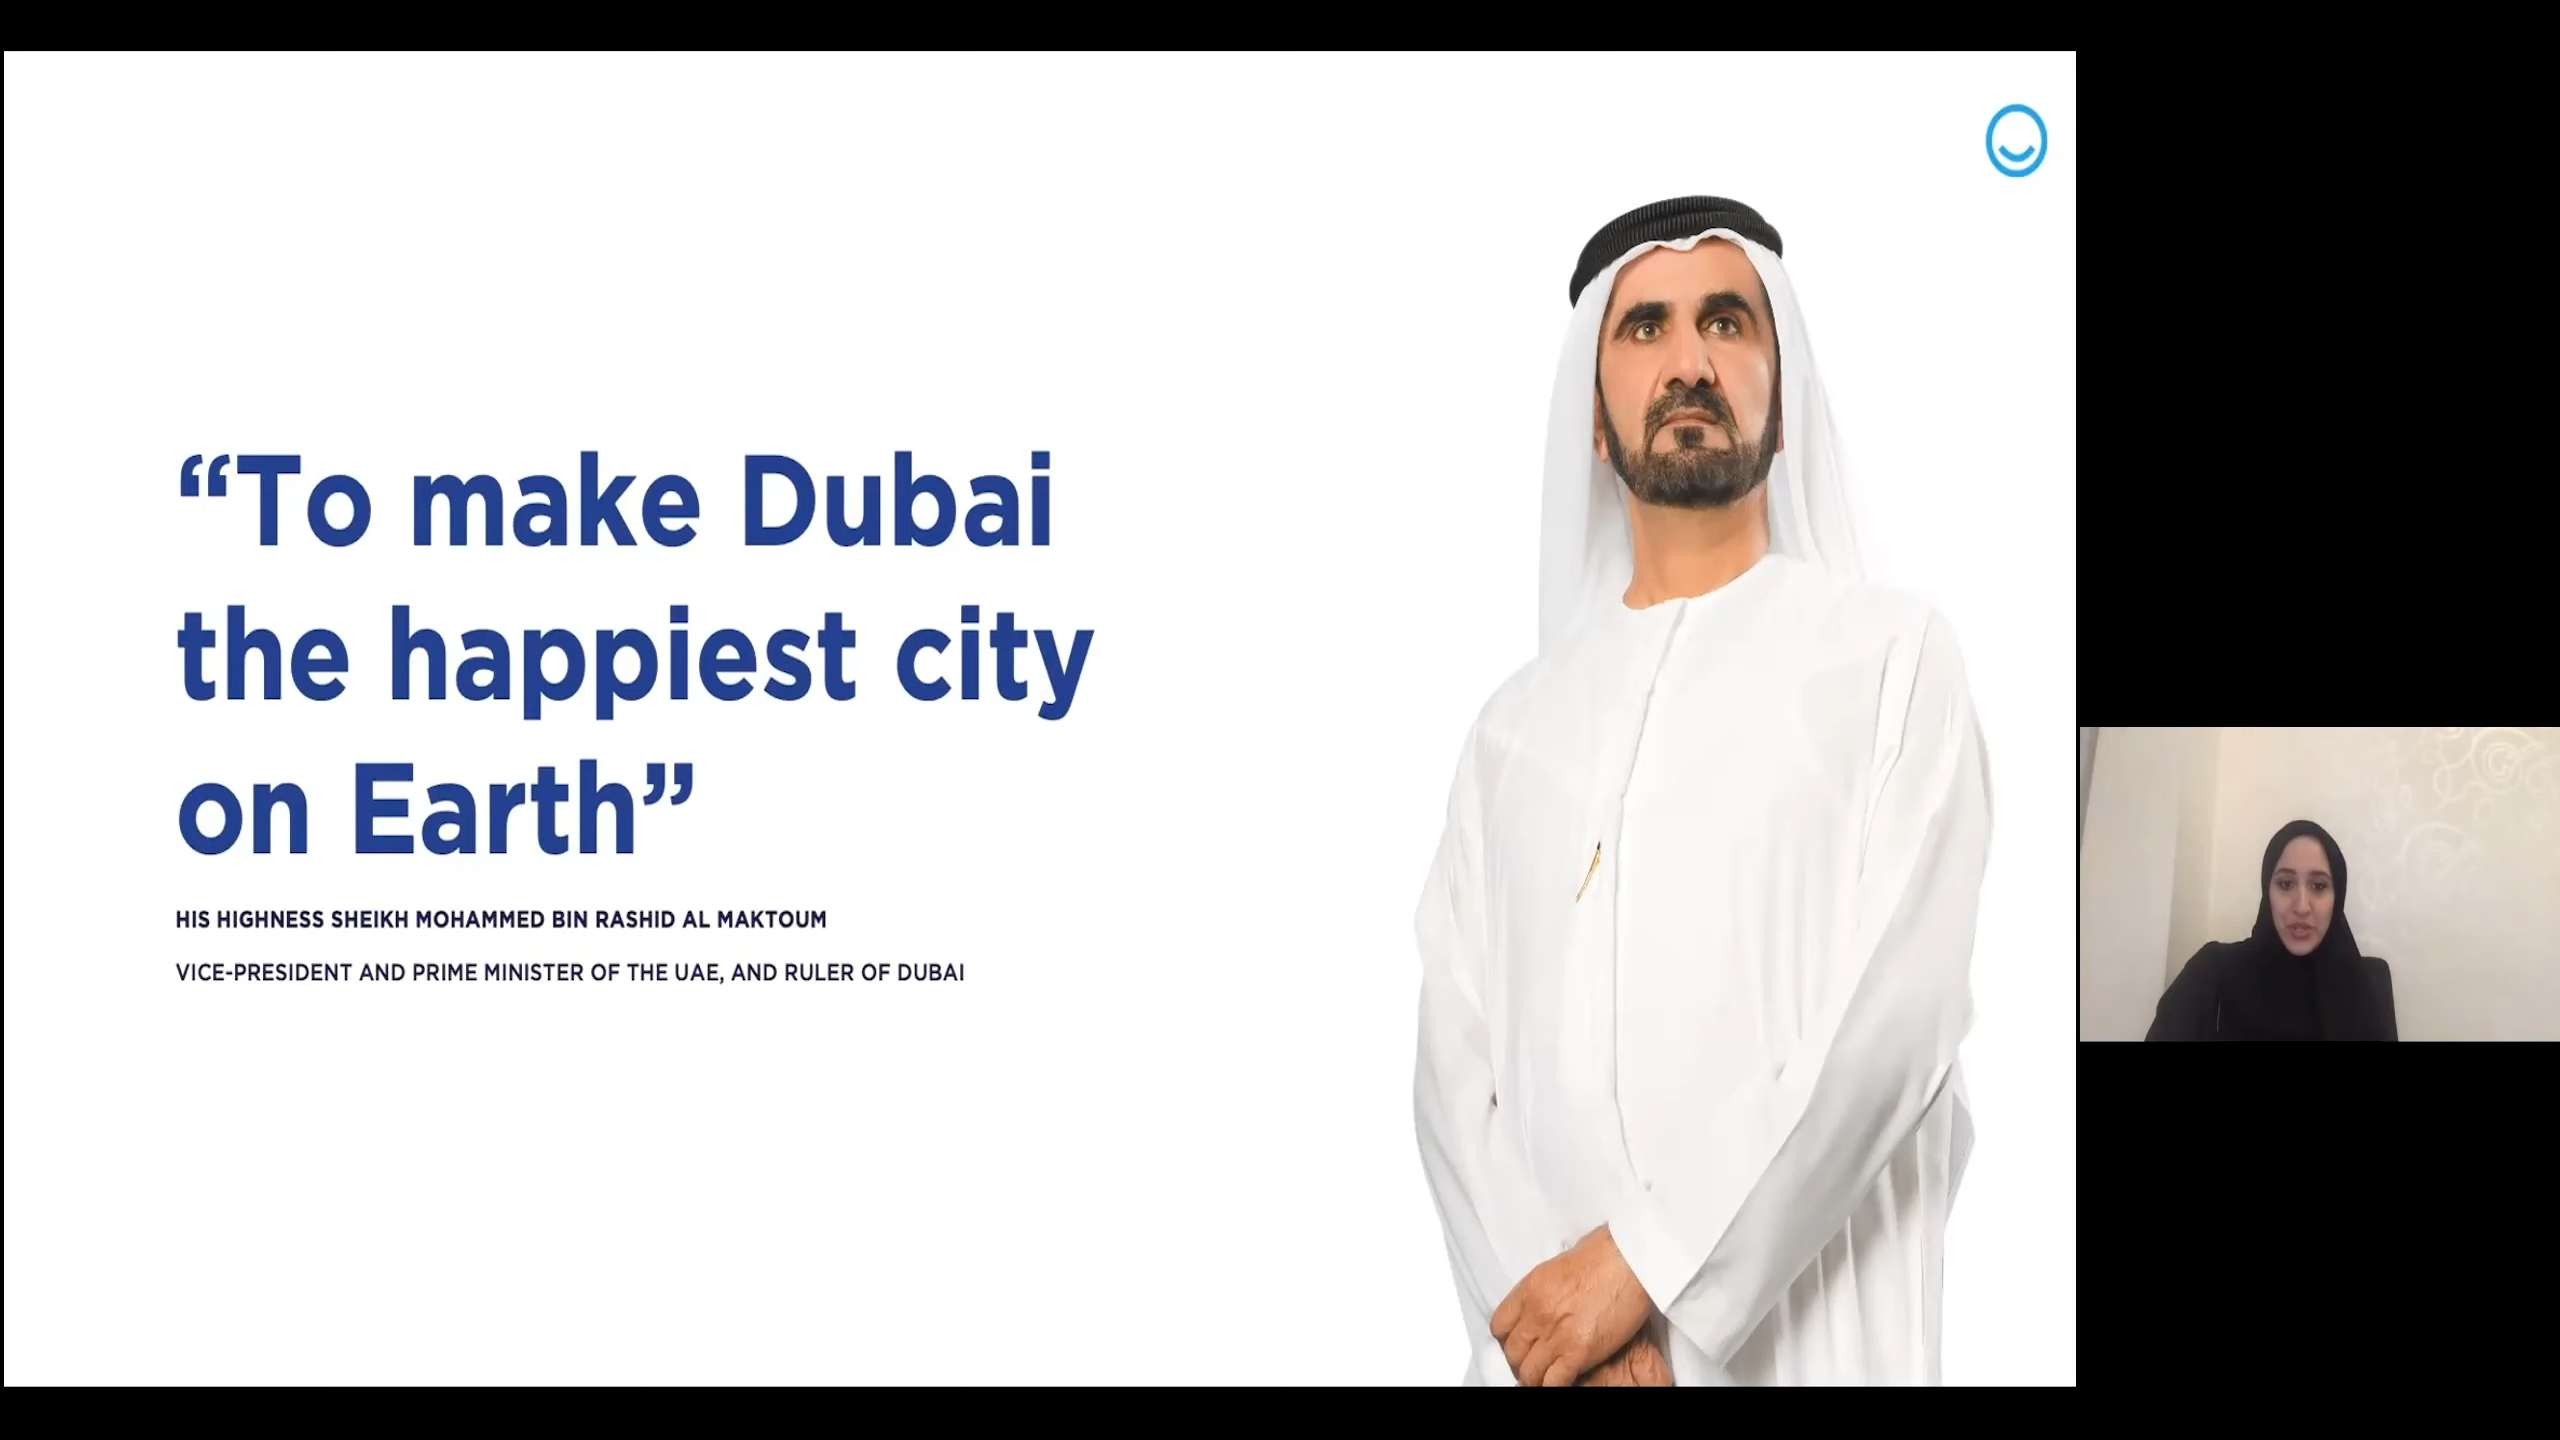 “To make Dubai
the happiest city
on Earth”
HIS HIGHNESS SHEIKH MOHAMMED BIN RASHID AL MAKTOUM
VICE-PRESIDENT AND PRIME MINISTER OF THE UAE, AND RULER OF DUBAI